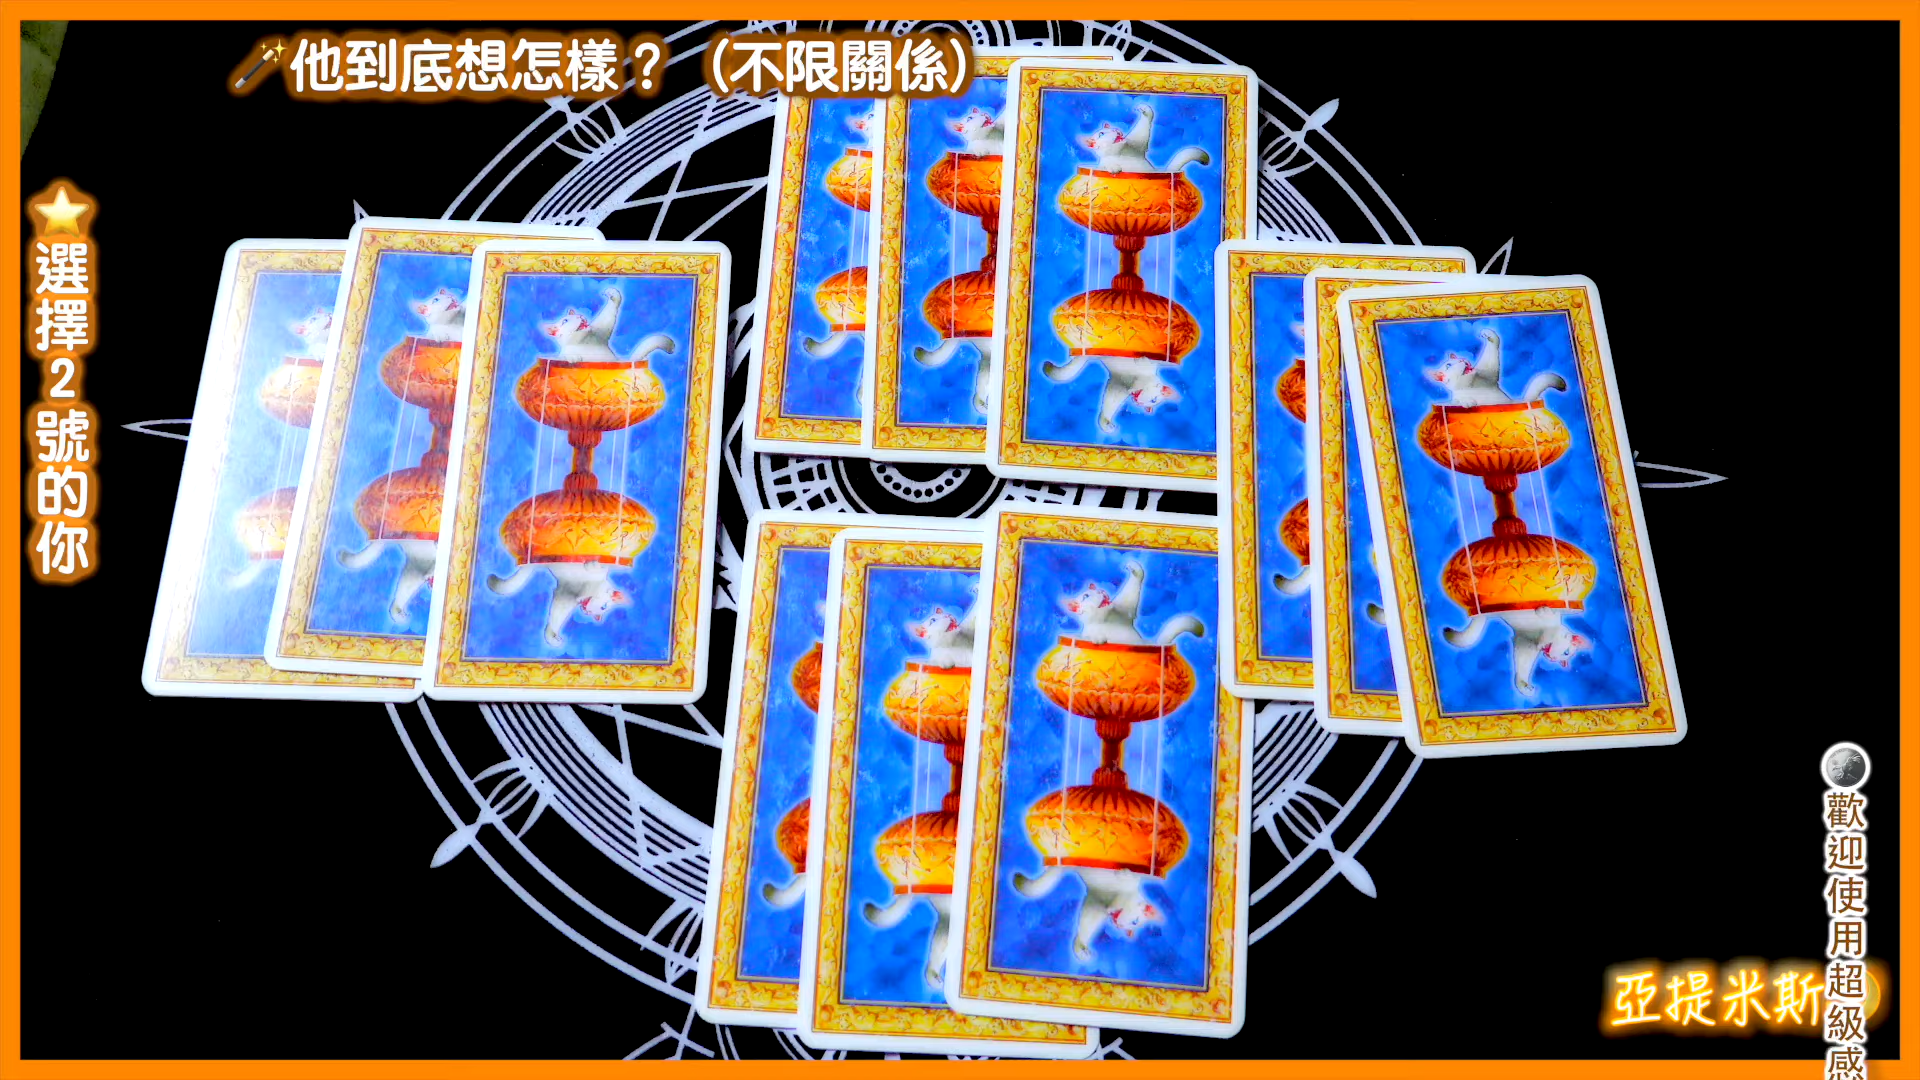 他到底想怎樣？（不限關係）
選擇2號的你
歡迎使用超級感
亞提米斯